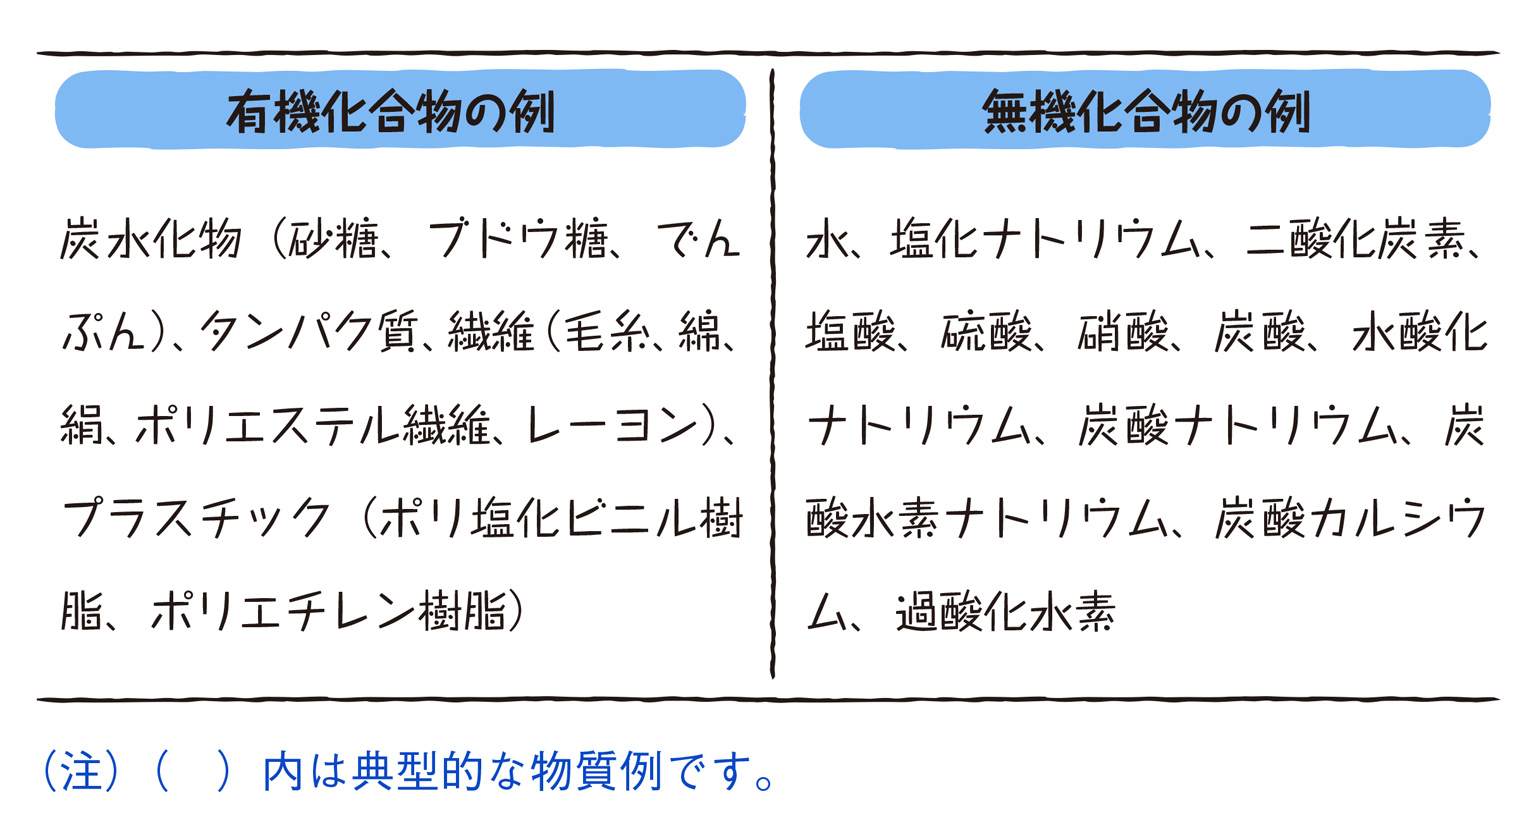 有機化合物の例
炭水化物（砂糖、ブドウ糖、でん
ぷん）、タンパク質、繊維（毛糸、綿、
絹、ポリエステル繊維、レーヨン）、
プラスチック（ポリ塩化ビニル樹
脂、ポリエチレン樹脂）
無機化合物の例
水、塩化ナトリウム、二酸化炭素、
塩酸、硫酸、硝酸、炭酸、水酸化
ナトリウム、炭酸ナトリウム、炭
酸水素ナトリウム、炭酸カルシウ
ム、過酸化水素
（注）（　）内は典型的な物質例です。